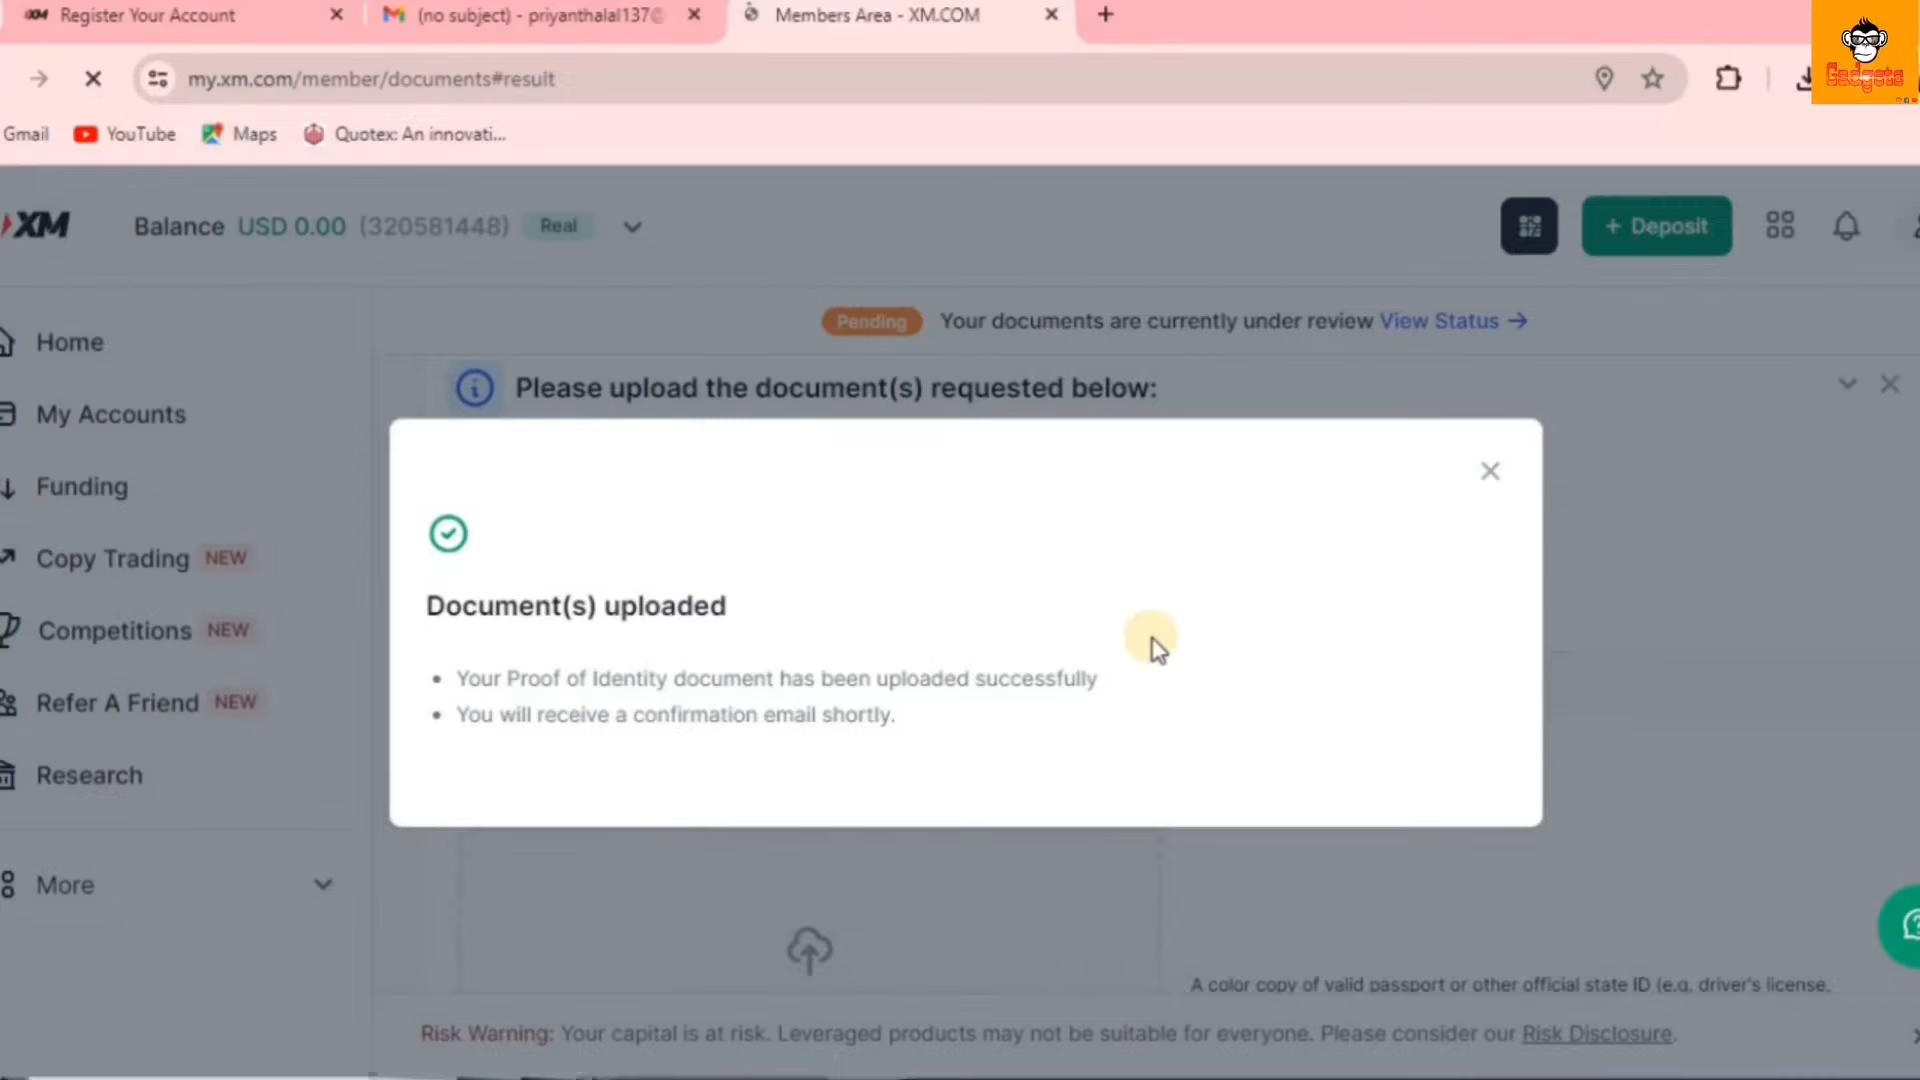 XM Register Your Account
(no subject) - priyanthalal137@
Members Area - XM.COM
Gadgets
my.xm.com/member/documents#result
Gmail
YouTube
Maps
Quotex: An innovati...
XM
Balance USD 0.00 (320581448) Real
+ Deposit
Pending Your documents are currently under review View Status →
Home
Please upload the document(s) requested below:
My Accounts
Funding
Copy Trading NEW
Competitions NEW
Refer A Friend NEW
Research
More
Document(s) uploaded
• Your Proof of Identity document has been uploaded successfully
• You will receive a confirmation email shortly.
A color copy of valid passport or other official state ID (e.g. driver's license,
Risk Warning: Your capital is at risk. Leveraged products may not be suitable for everyone. Please consider our Risk Disclosure.